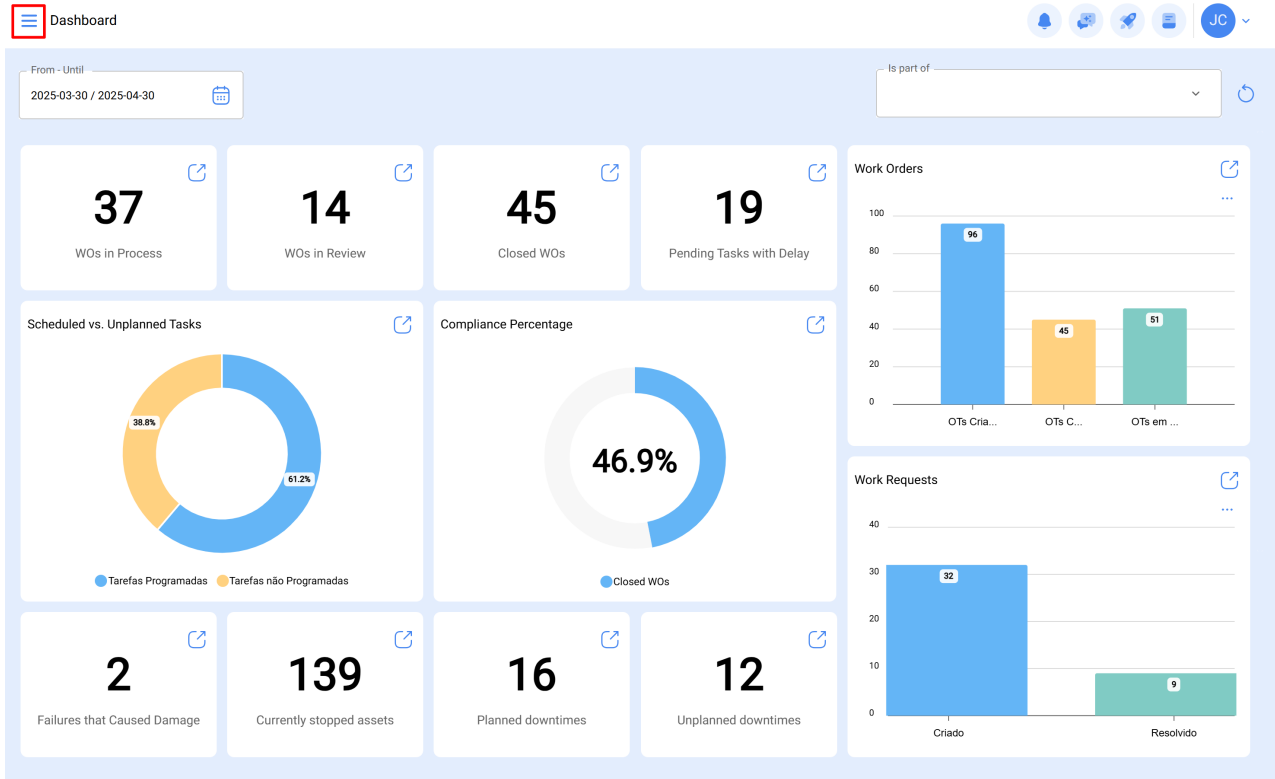 Dashboard
JC
From - Until
2025-03-30 / 2025-04-30
Is part of
37
WOs in Process
14
WOs in Review
45
Closed WOs
19
Pending Tasks with Delay
Work Orders
...
100
80
60
40
20
0
96
45
51
OTs Cria...
OTs C...
OTs em ...
Scheduled vs. Unplanned Tasks
38.8%
61.2%
Tarefas Programadas
Tarefas não Programadas
Compliance Percentage
46.9%
Closed WOs
Work Requests
...
40
30
20
10
0
32
9
Criado
Resolvido
2
Failures that Caused Damage
139
Currently stopped assets
16
Planned downtimes
12
Unplanned downtimes